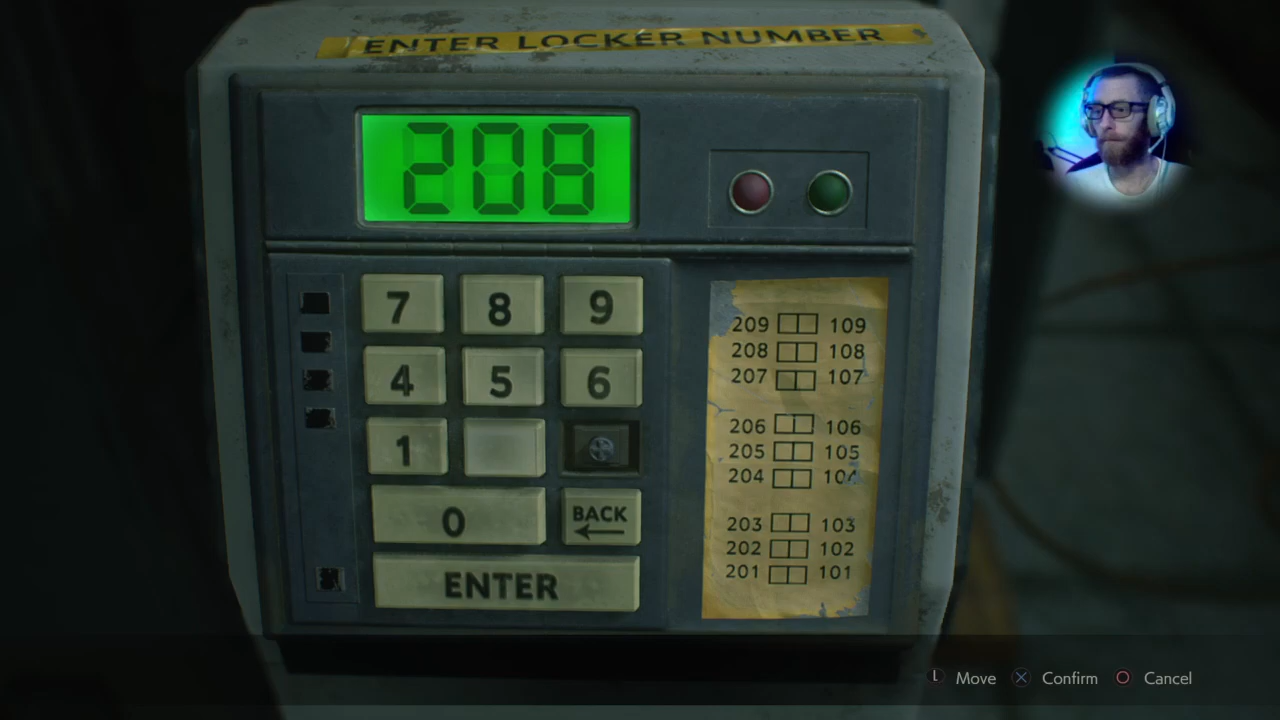 ENTER LOCKER NUMBER
208
7 8 9
4 5 6
1
0 BACK
ENTER
209 109
208 108
207 107
206 106
205 105
204 104
203 103
202 102
201 101
L Move Confirm Cancel